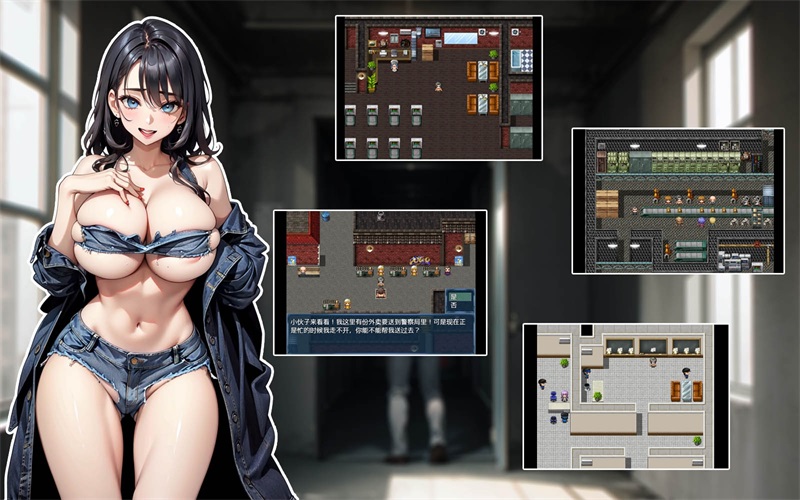 是
否
小伙子来看看！我这里有份外卖要送到警察局里！可是现在正
是忙的时候我走不开，你能不能帮我送过去？